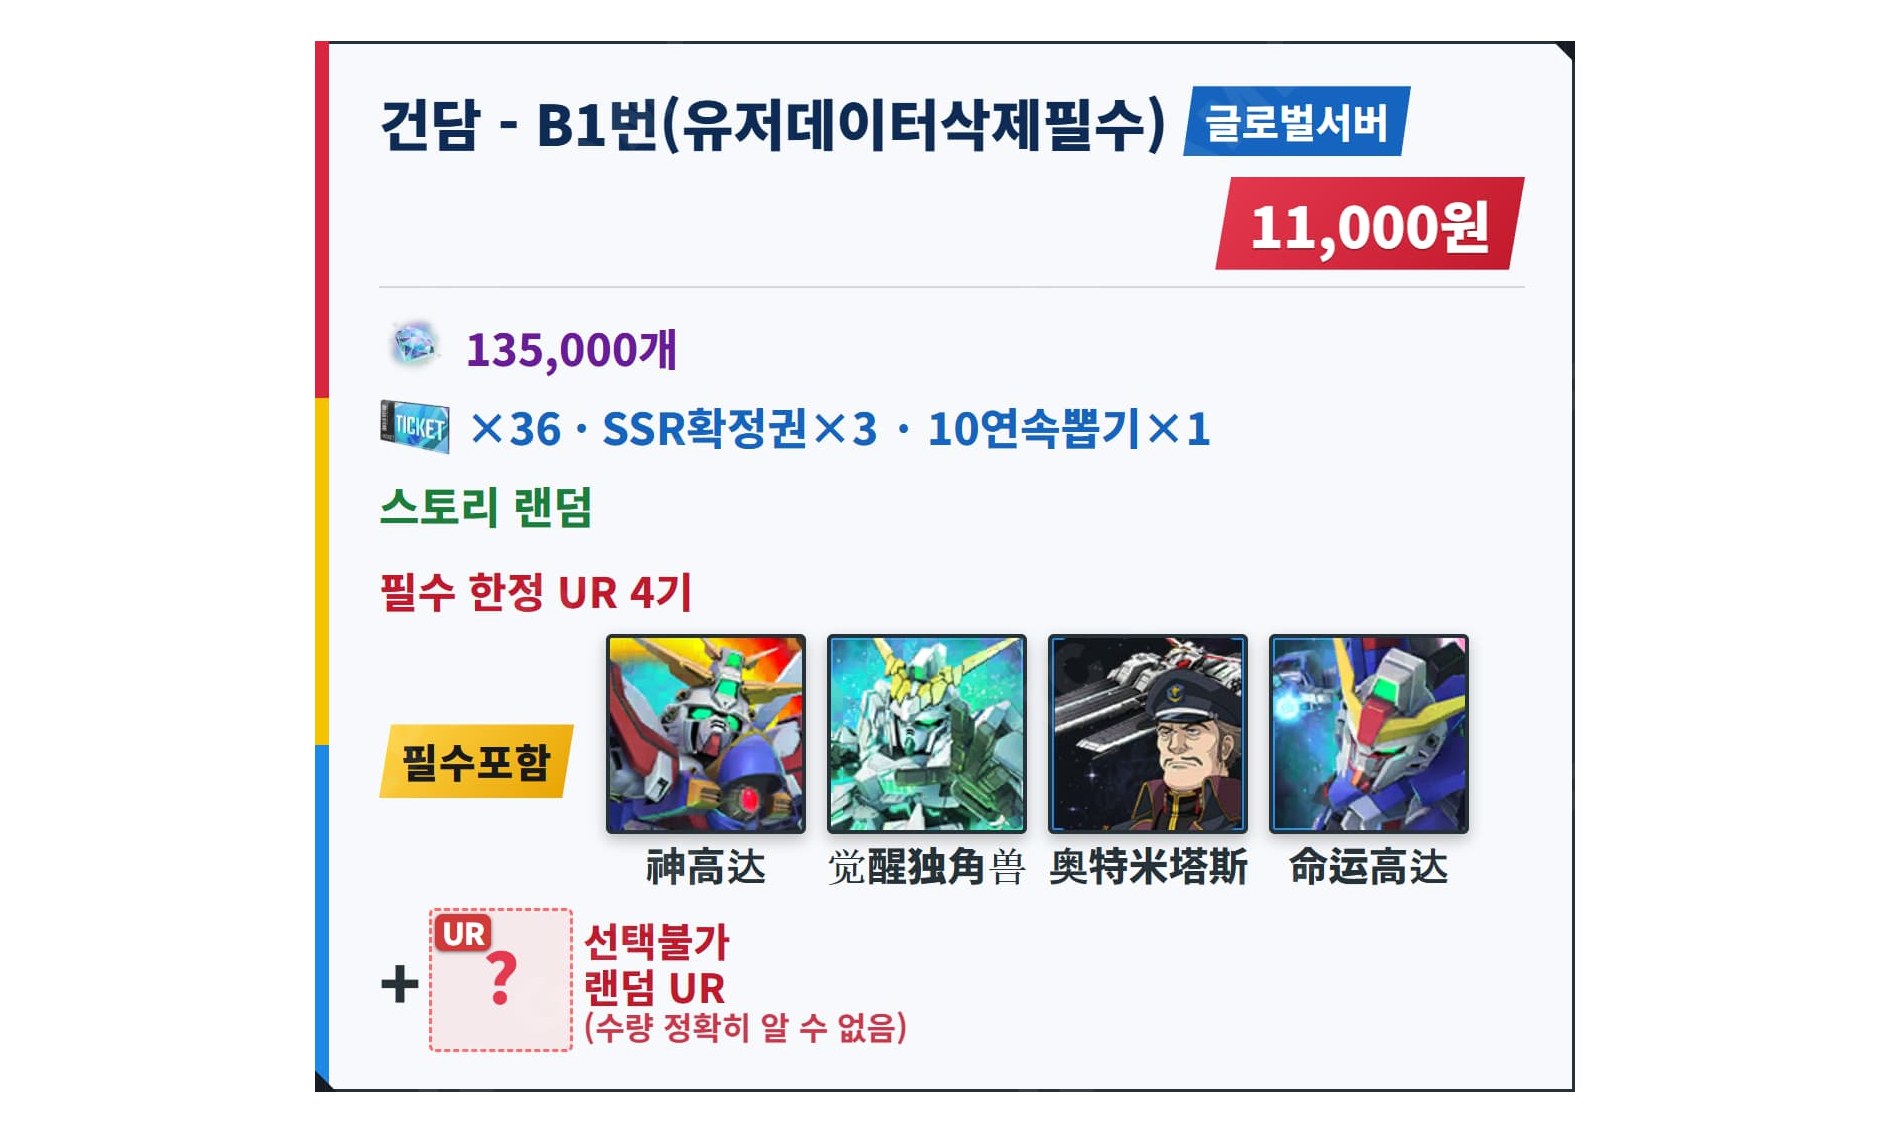 건담 - B1번(유저데이터삭제필수) 글로벌서버
11,000원
135,000개
TICKET ×36 · SSR확정권×3 · 10연속뽑기×1
스토리 랜덤
필수 한정 UR 4기
필수포함
神高达 觉醒独角兽 奥特米塔斯 命运高达
+ UR ? 선택불가
랜덤 UR
(수량 정확히 알 수 없음)